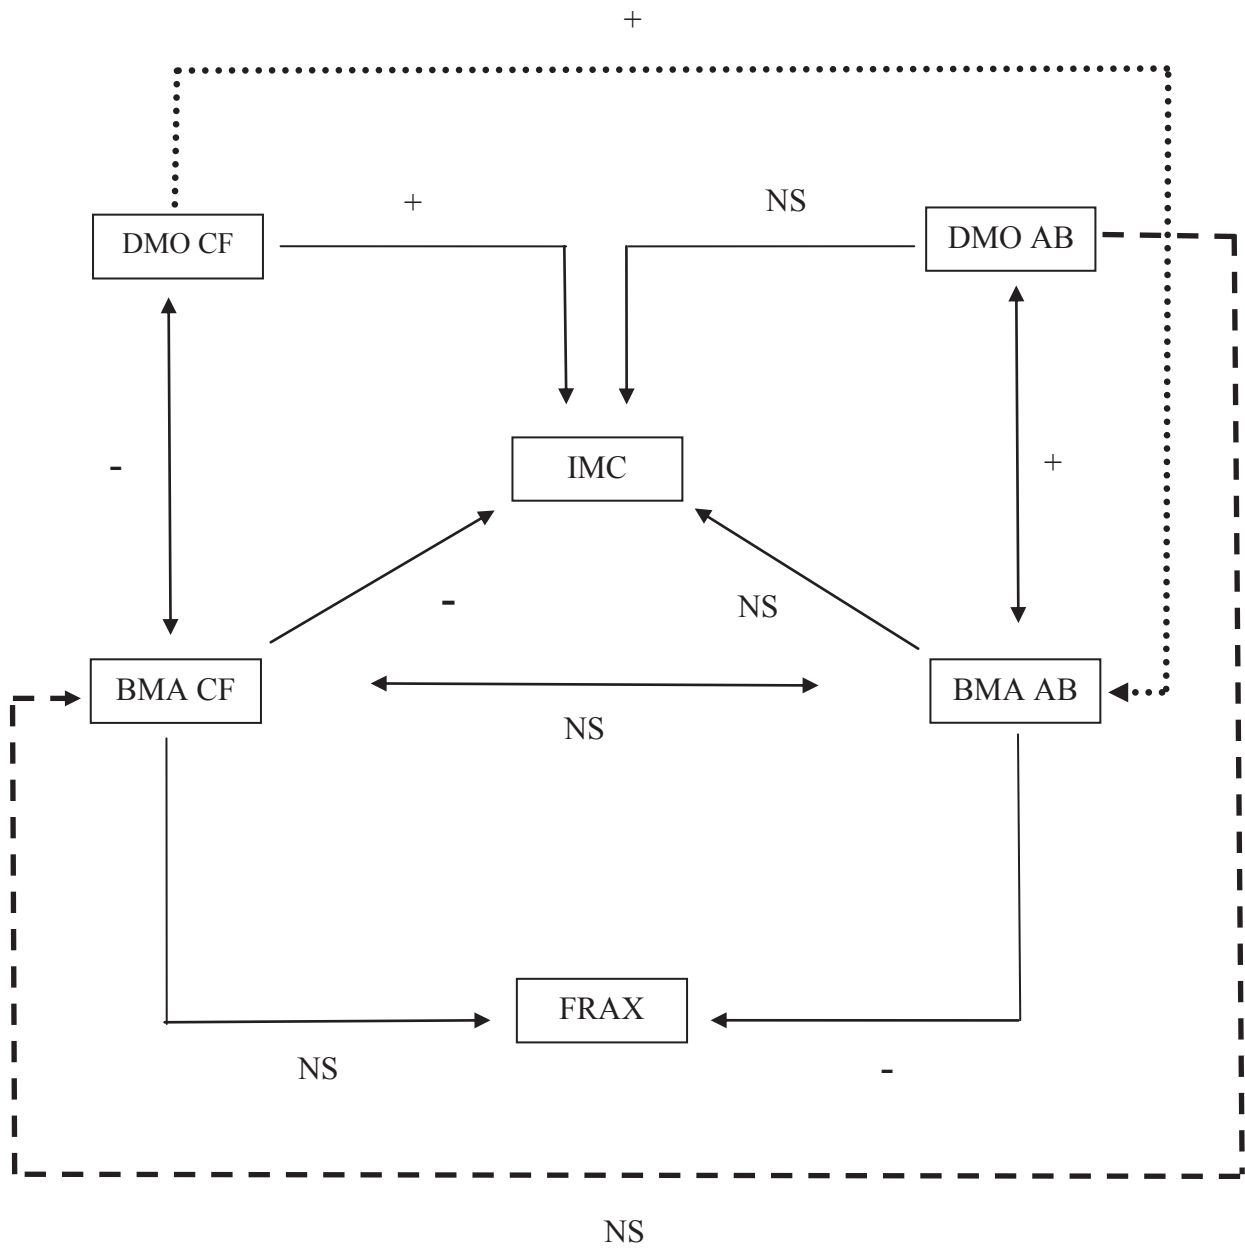 +
+
NS
DMO CF
DMO AB
-
IMC
+
-
NS
BMA CF
BMA AB
NS
FRAX
NS
-
NS